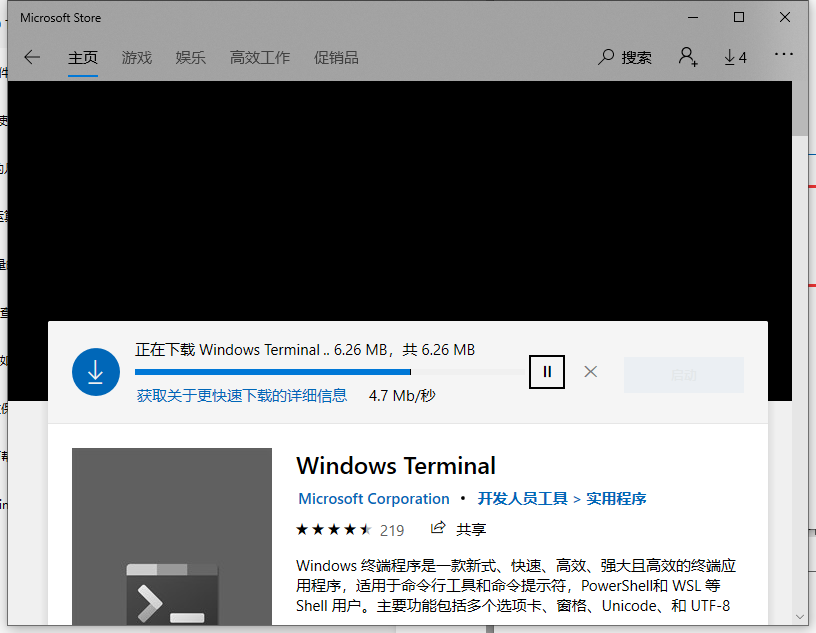 Microsoft Store
主页 游戏 娱乐 高效工作 促销品 搜索 4
正在下载 Windows Terminal .. 6.26 MB，共 6.26 MB
获取关于更快速下载的详细信息 4.7 Mb/秒
启动
Windows Terminal
Microsoft Corporation • 开发人员工具 > 实用程序
219 共享
Windows 终端程序是一款新式、快速、高效、强大且高效的终端应
用程序，适用于命令行工具和命令提示符，PowerShell和 WSL 等
Shell 用户。主要功能包括多个选项卡、窗格、Unicode、和 UTF-8